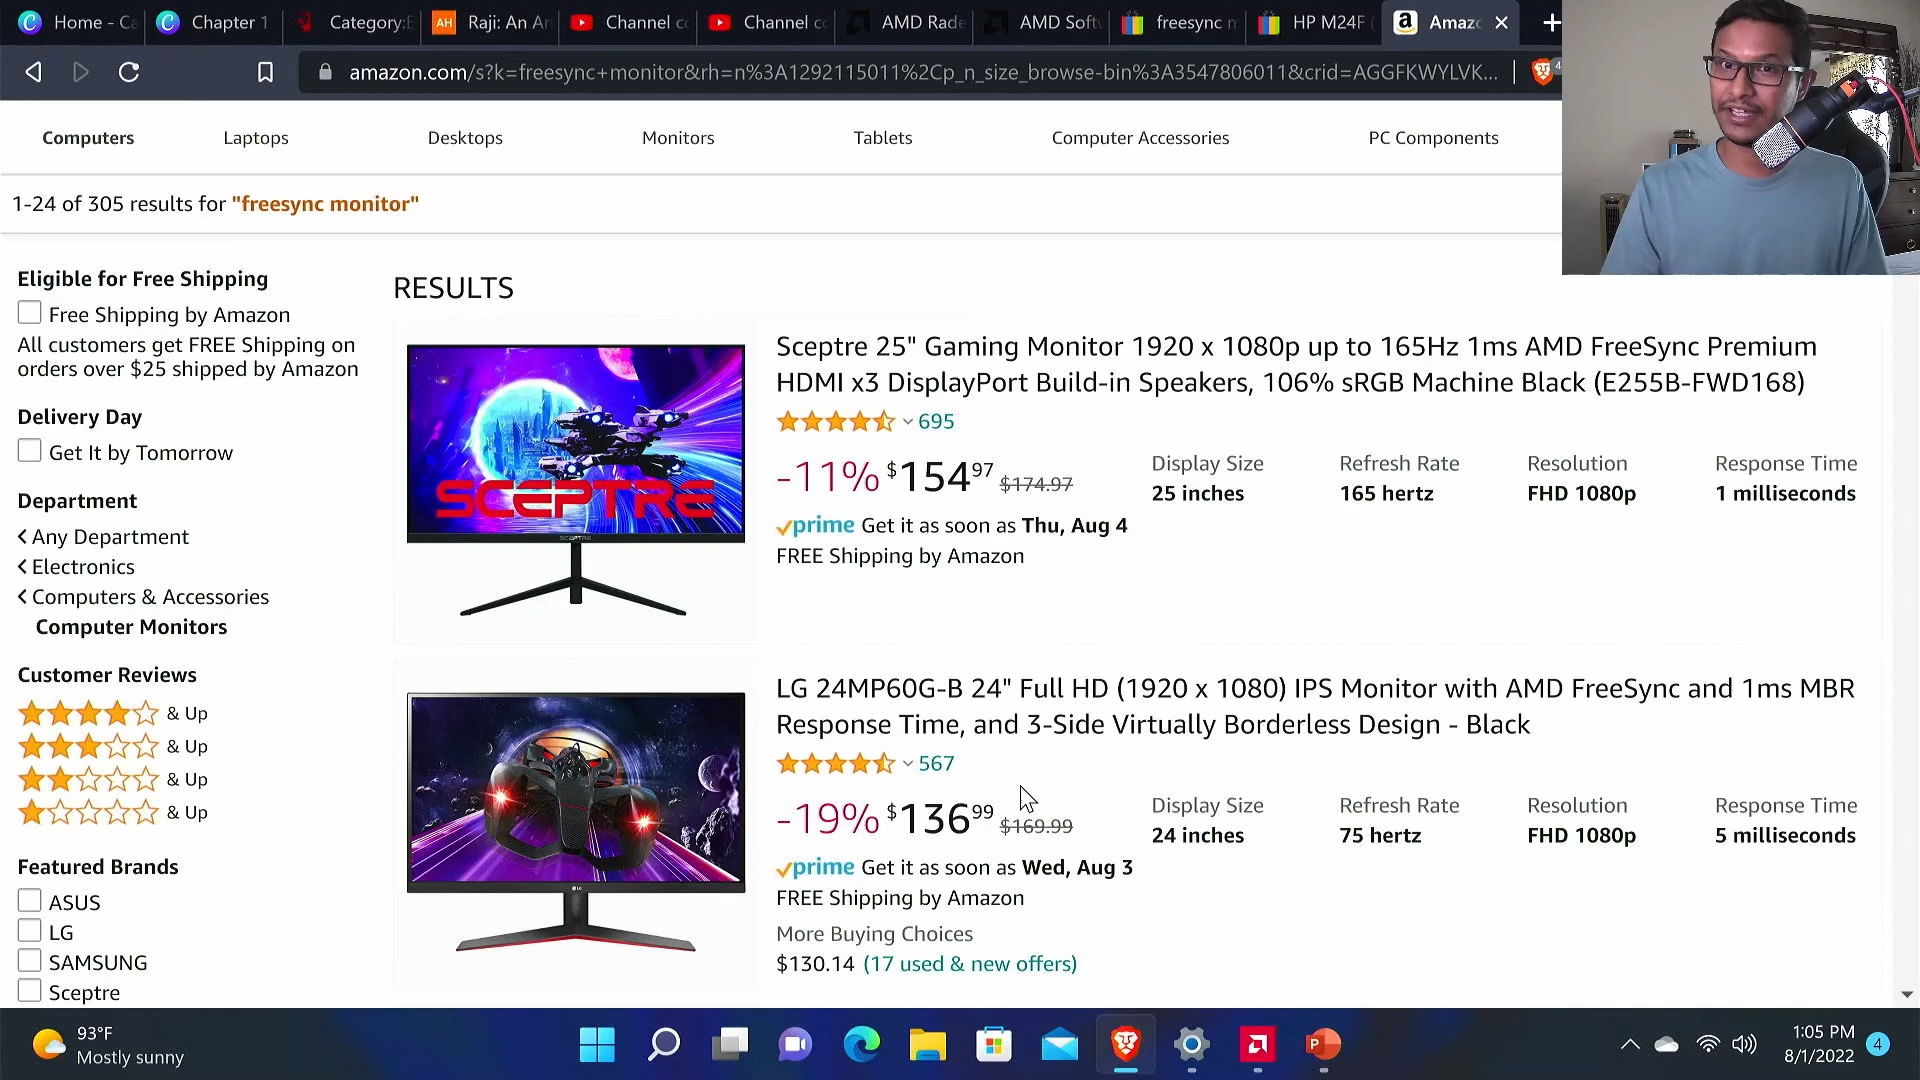 Home - Ca
Chapter 1
Category:E
Raji: An An
Channel co
Channel co
AMD Rade
AMD Softw
freesync m
HP M24F (
Amazo
amazon.com/s?k=freesync+monitor&rh=n%3A1292115011%2Cp_n_size_browse-bin%3A3547806011&crid=AGGFKWYLVK...
4
Computers
Laptops
Desktops
Monitors
Tablets
Computer Accessories
PC Components
1-24 of 305 results for "freesync monitor"
Eligible for Free Shipping
Free Shipping by Amazon
All customers get FREE Shipping on
orders over $25 shipped by Amazon
Delivery Day
Get It by Tomorrow
Department
Any Department
Electronics
Computers & Accessories
Computer Monitors
Customer Reviews
& Up
& Up
& Up
& Up
Featured Brands
ASUS
LG
SAMSUNG
Sceptre
RESULTS
SCEPTRE
SCEPTRE
Sceptre 25" Gaming Monitor 1920 x 1080p up to 165Hz 1ms AMD FreeSync Premium
HDMI x3 DisplayPort Build-in Speakers, 106% sRGB Machine Black (E255B-FWD168)
695
-11% $154.97 $174.97
Display Size
25 inches
Refresh Rate
165 hertz
Resolution
FHD 1080p
Response Time
1 milliseconds
prime Get it as soon as Thu, Aug 4
FREE Shipping by Amazon
LG 24MP60G-B 24" Full HD (1920 x 1080) IPS Monitor with AMD FreeSync and 1ms MBR
Response Time, and 3-Side Virtually Borderless Design - Black
567
-19% $136.99 $169.99
Display Size
24 inches
Refresh Rate
75 hertz
Resolution
FHD 1080p
Response Time
5 milliseconds
prime Get it as soon as Wed, Aug 3
FREE Shipping by Amazon
More Buying Choices
$130.14 (17 used & new offers)
93°F
Mostly sunny
1:05 PM
8/1/2022
4